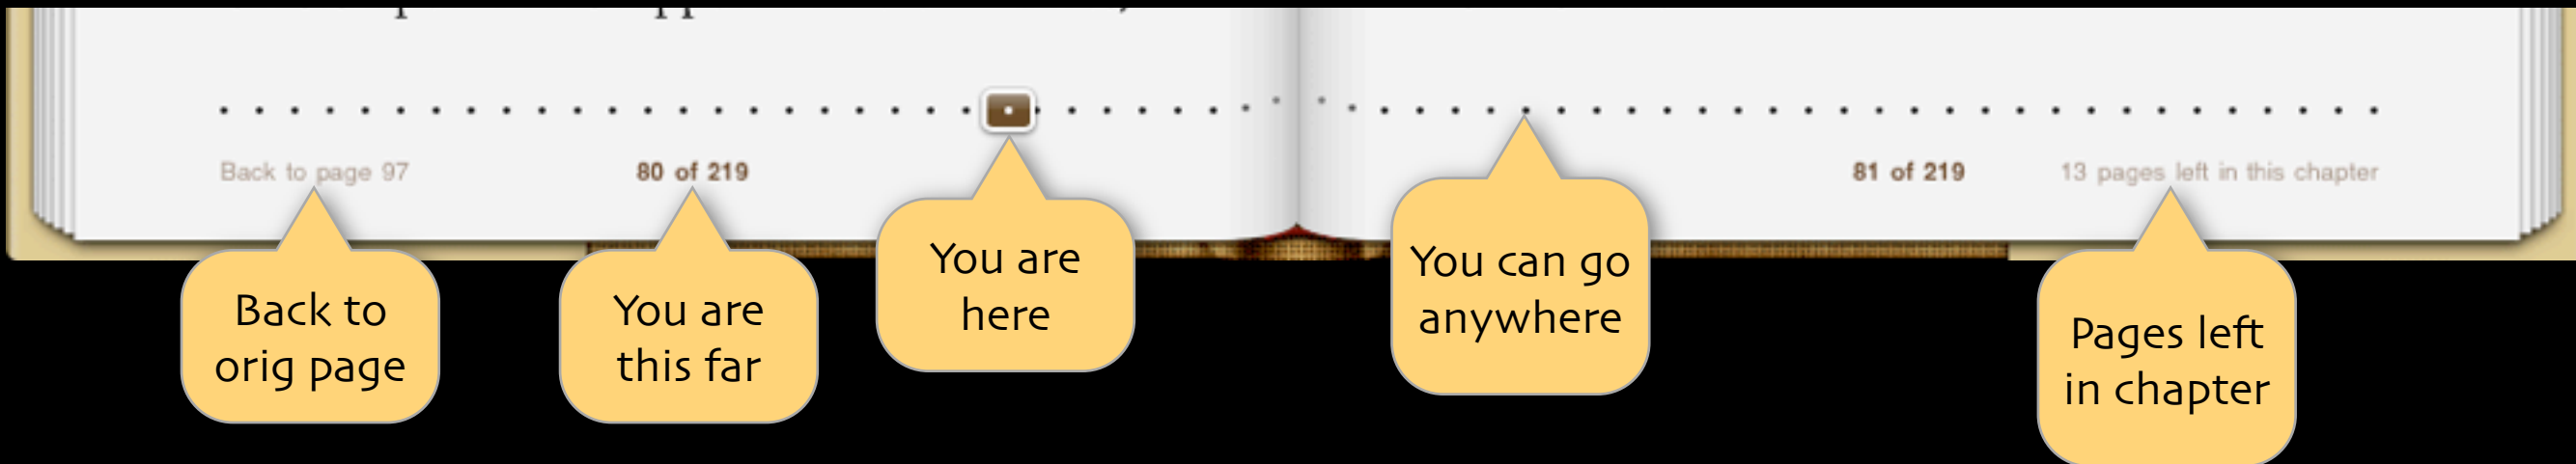 Back to page 97
80 of 219
81 of 219
13 pages left in this chapter
Back to
orig page
You are
this far
You are
here
You can go
anywhere
Pages left
in chapter